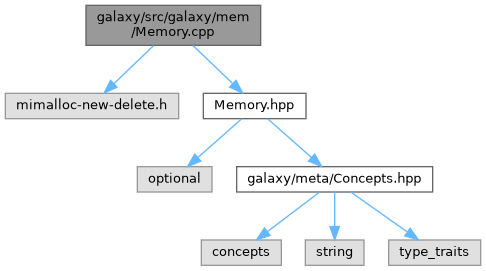 galaxy/src/galaxy/mem
/Memory.cpp
mimalloc-new-delete.h
Memory.hpp
optional
galaxy/meta/Concepts.hpp
concepts
string
type_traits